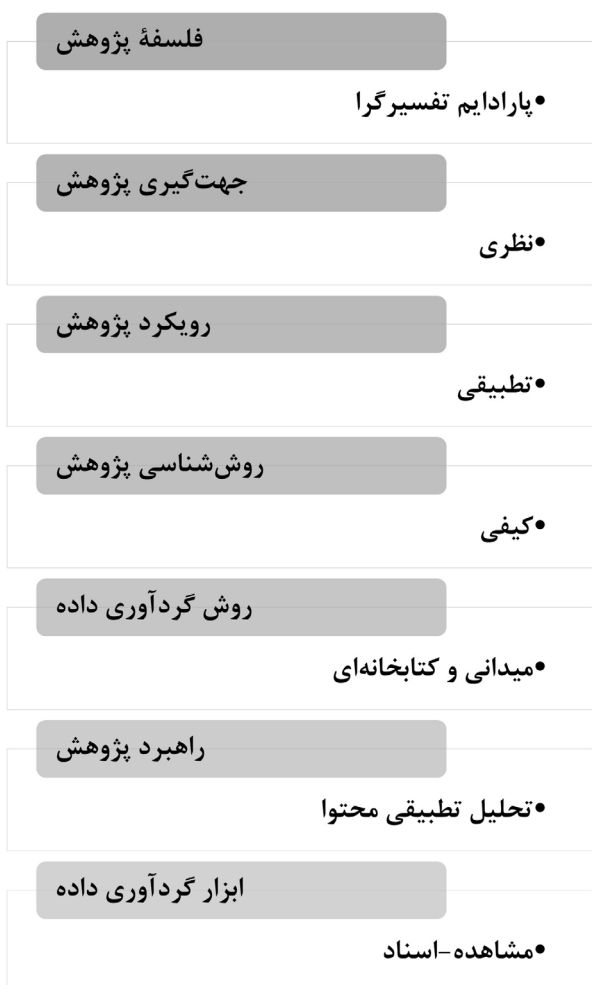 فلسفۀ پژوهش
•پارادایم تفسیرگرا
جهت‌گیری پژوهش
•نظری
رویکرد پژوهش
•تطبیقی
روش‌شناسی پژوهش
•کیفی
روش گردآوری داده
•میدانی و کتابخانه‌ای
راهبرد پژوهش
•تحلیل تطبیقی محتوا
ابزار گردآوری داده
•مشاهده-اسناد